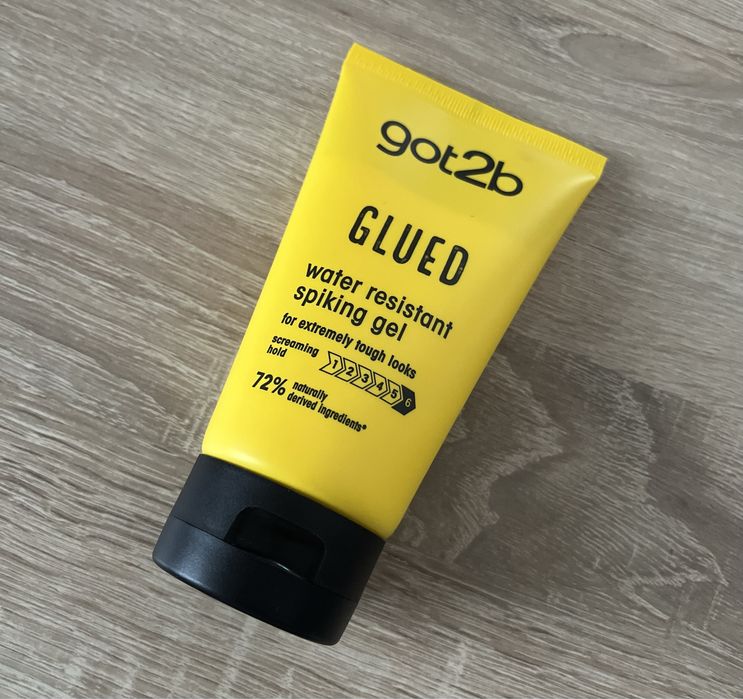 got2b
GLUED
water resistant
spiking gel
for extremely tough looks
screaming
hold
1 2 3 4 5 6
72% naturally
derived ingredients*